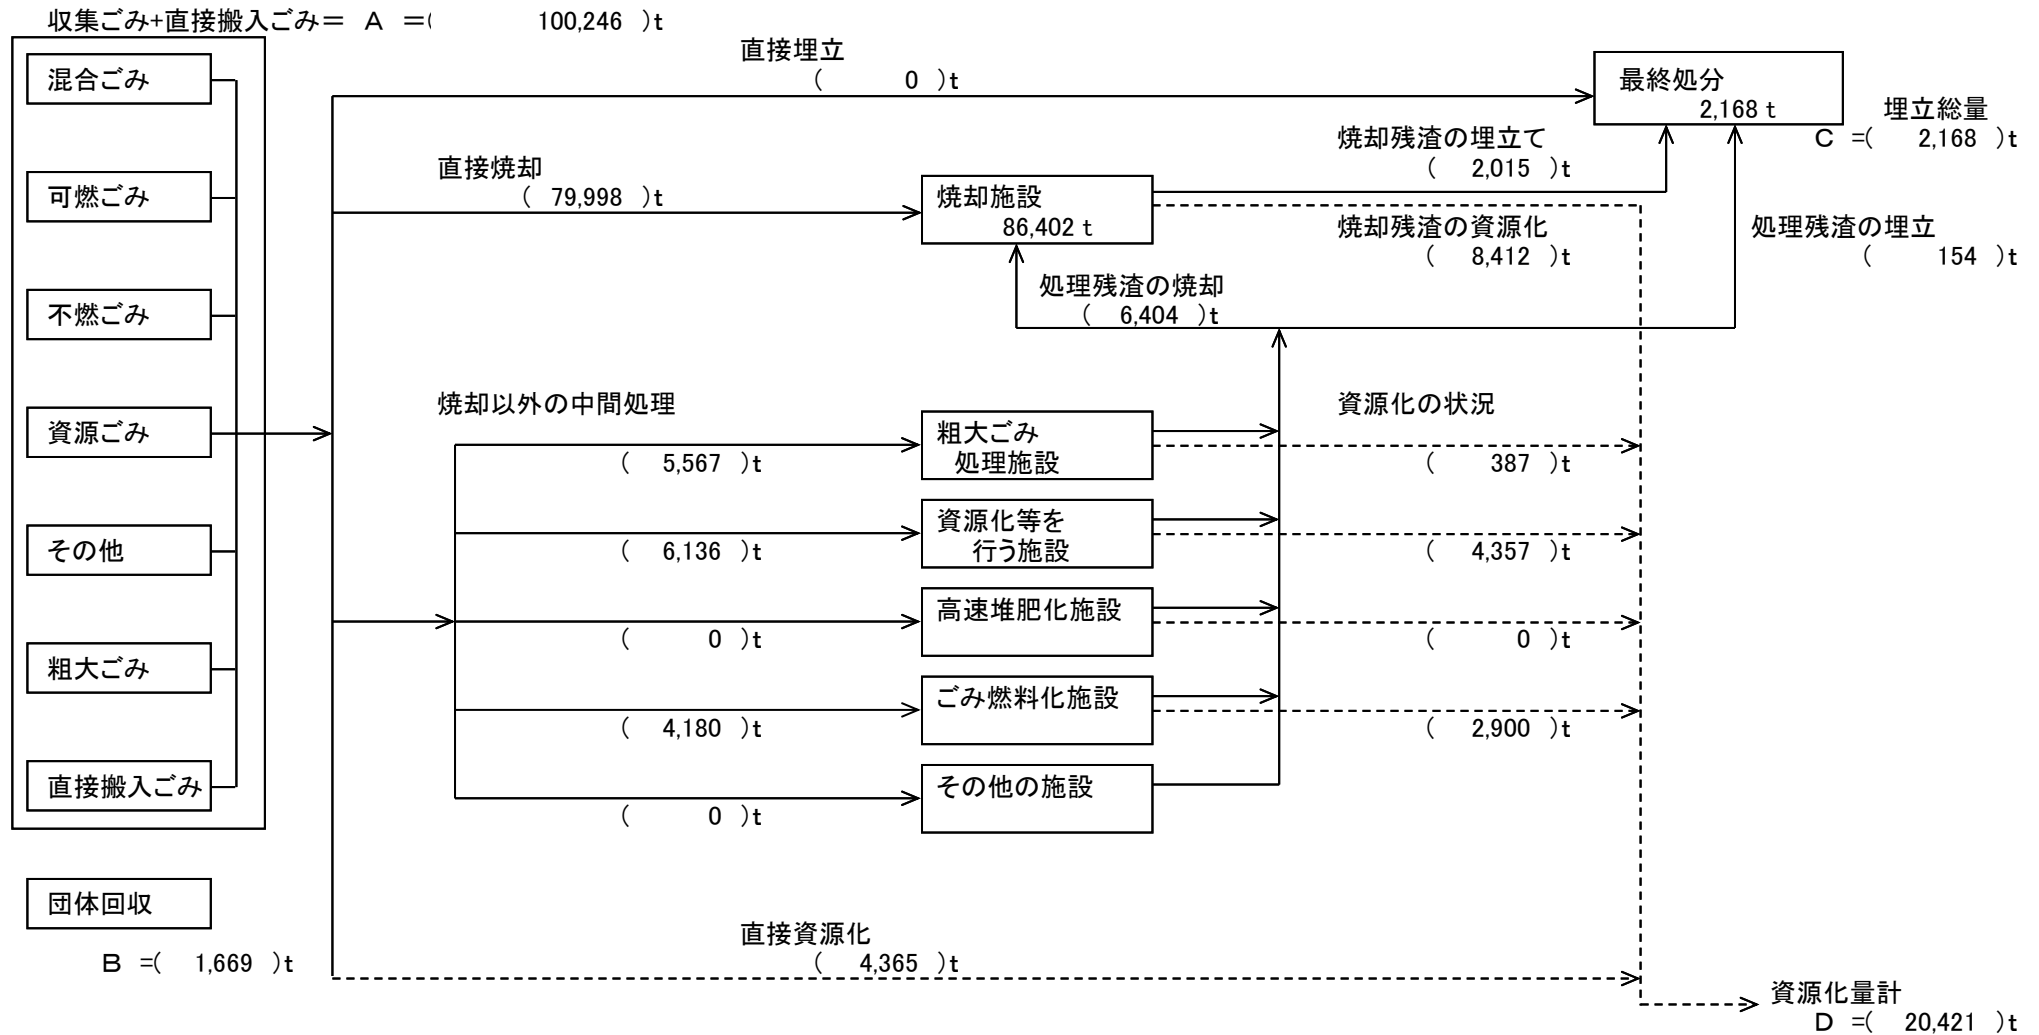 収集ごみ+直接搬入ごみ＝ A ＝( 100,246 )t
混合ごみ
可燃ごみ
不燃ごみ
資源ごみ
その他
粗大ごみ
直接搬入ごみ
団体回収
B =( 1,669 )t
直接埋立
( 0 )t
最終処分
2,168 t
埋立総量
C =( 2,168 )t
直接焼却
( 79,998 )t
焼却施設
86,402 t
焼却残渣の埋立て
( 2,015 )t
焼却残渣の資源化
( 8,412 )t
処理残渣の埋立
( 154 )t
処理残渣の焼却
( 6,404 )t
焼却以外の中間処理
資源化の状況
( 5,567 )t
粗大ごみ
処理施設
( 387 )t
( 6,136 )t
資源化等を
行う施設
( 4,357 )t
( 0 )t
高速堆肥化施設
( 0 )t
( 4,180 )t
ごみ燃料化施設
( 2,900 )t
( 0 )t
その他の施設
直接資源化
( 4,365 )t
資源化量計
D =( 20,421 )t